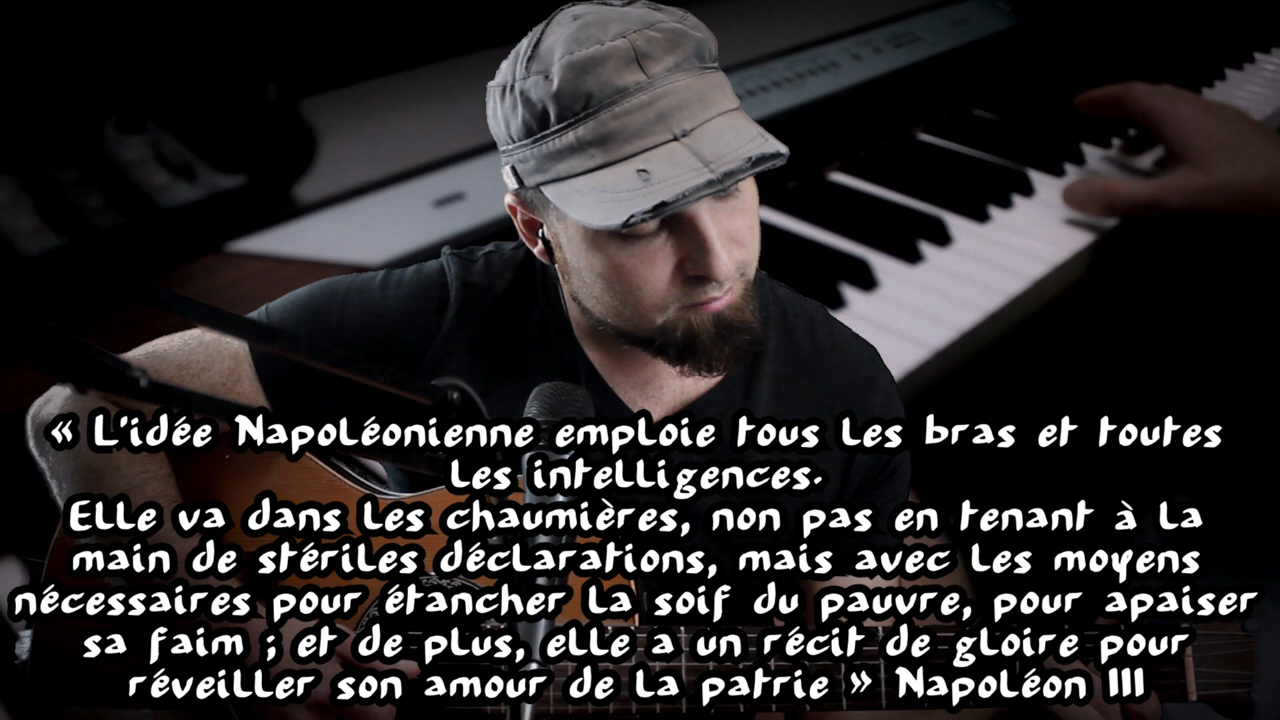 « L'idée Napoléonienne emploie tous les bras et toutes
les intelligences.
Elle va dans les chaumières, non pas en tenant à la
main de stériles déclarations, mais avec les moyens
nécessaires pour étancher la soif du pauvre, pour apaiser
sa faim ; et de plus, elle a un récit de gloire pour
réveiller son amour de la patrie » Napoléon III